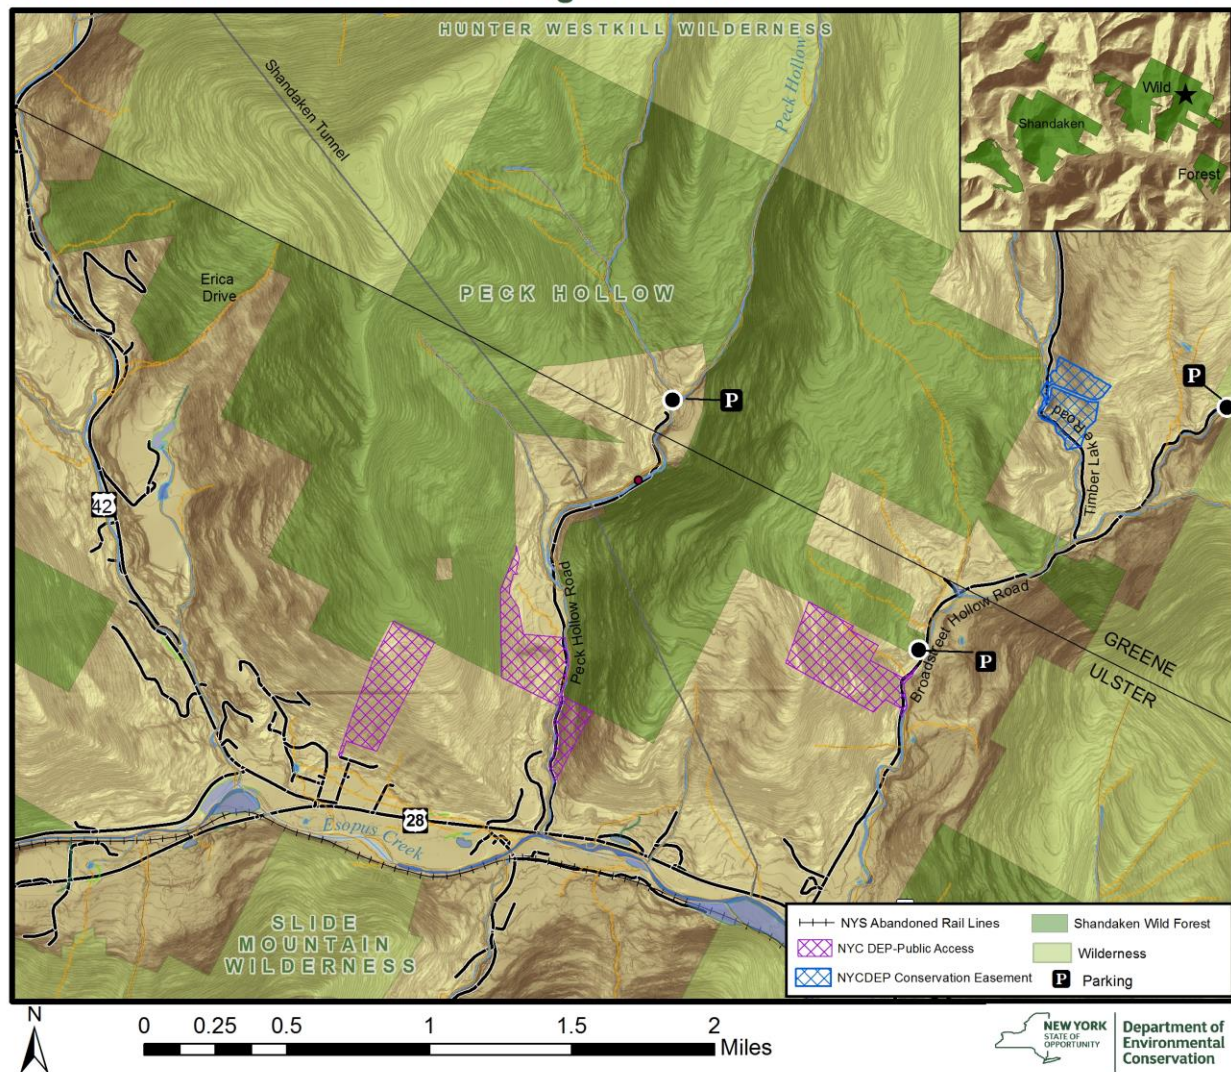 HUNTER WESTKILL WILDERNESS
Shandaken Tunnel
Peck Hollow
Wild
Shandaken
Forest
Erica
Drive
PECK HOLLOW
P
P
42
Timber Lake Road
Peck Hollow Road
Broadstreet Hollow Road
P
GREENE
ULSTER
28
Esopus Creek
SLIDE
MOUNTAIN
WILDERNESS
NYS Abandoned Rail Lines
NYC DEP-Public Access
NYCDEP Conservation Easement
Shandaken Wild Forest
Wilderness
P Parking
N
0 0.25 0.5 1 1.5 2
Miles
NEW YORK
STATE OF
OPPORTUNITY
Department of
Environmental
Conservation